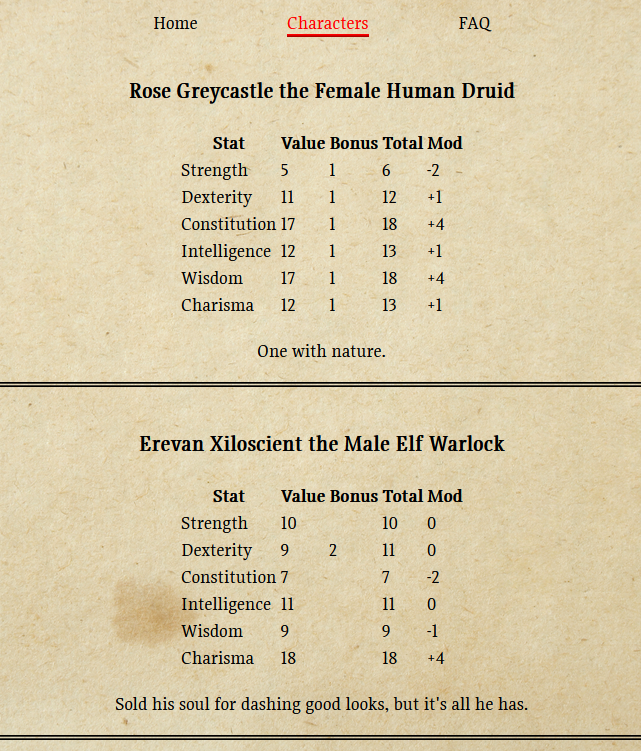 Home Characters FAQ
Rose Greycastle the Female Human Druid
Stat Value Bonus Total Mod
Strength 5 1 6 -2
Dexterity 11 1 12 +1
Constitution 17 1 18 +4
Intelligence 12 1 13 +1
Wisdom 17 1 18 +4
Charisma 12 1 13 +1
One with nature.
Erevan Xiloscient the Male Elf Warlock
Stat Value Bonus Total Mod
Strength 10 10 0
Dexterity 9 2 11 0
Constitution 7 7 -2
Intelligence 11 11 0
Wisdom 9 9 -1
Charisma 18 18 +4
Sold his soul for dashing good looks, but it's all he has.